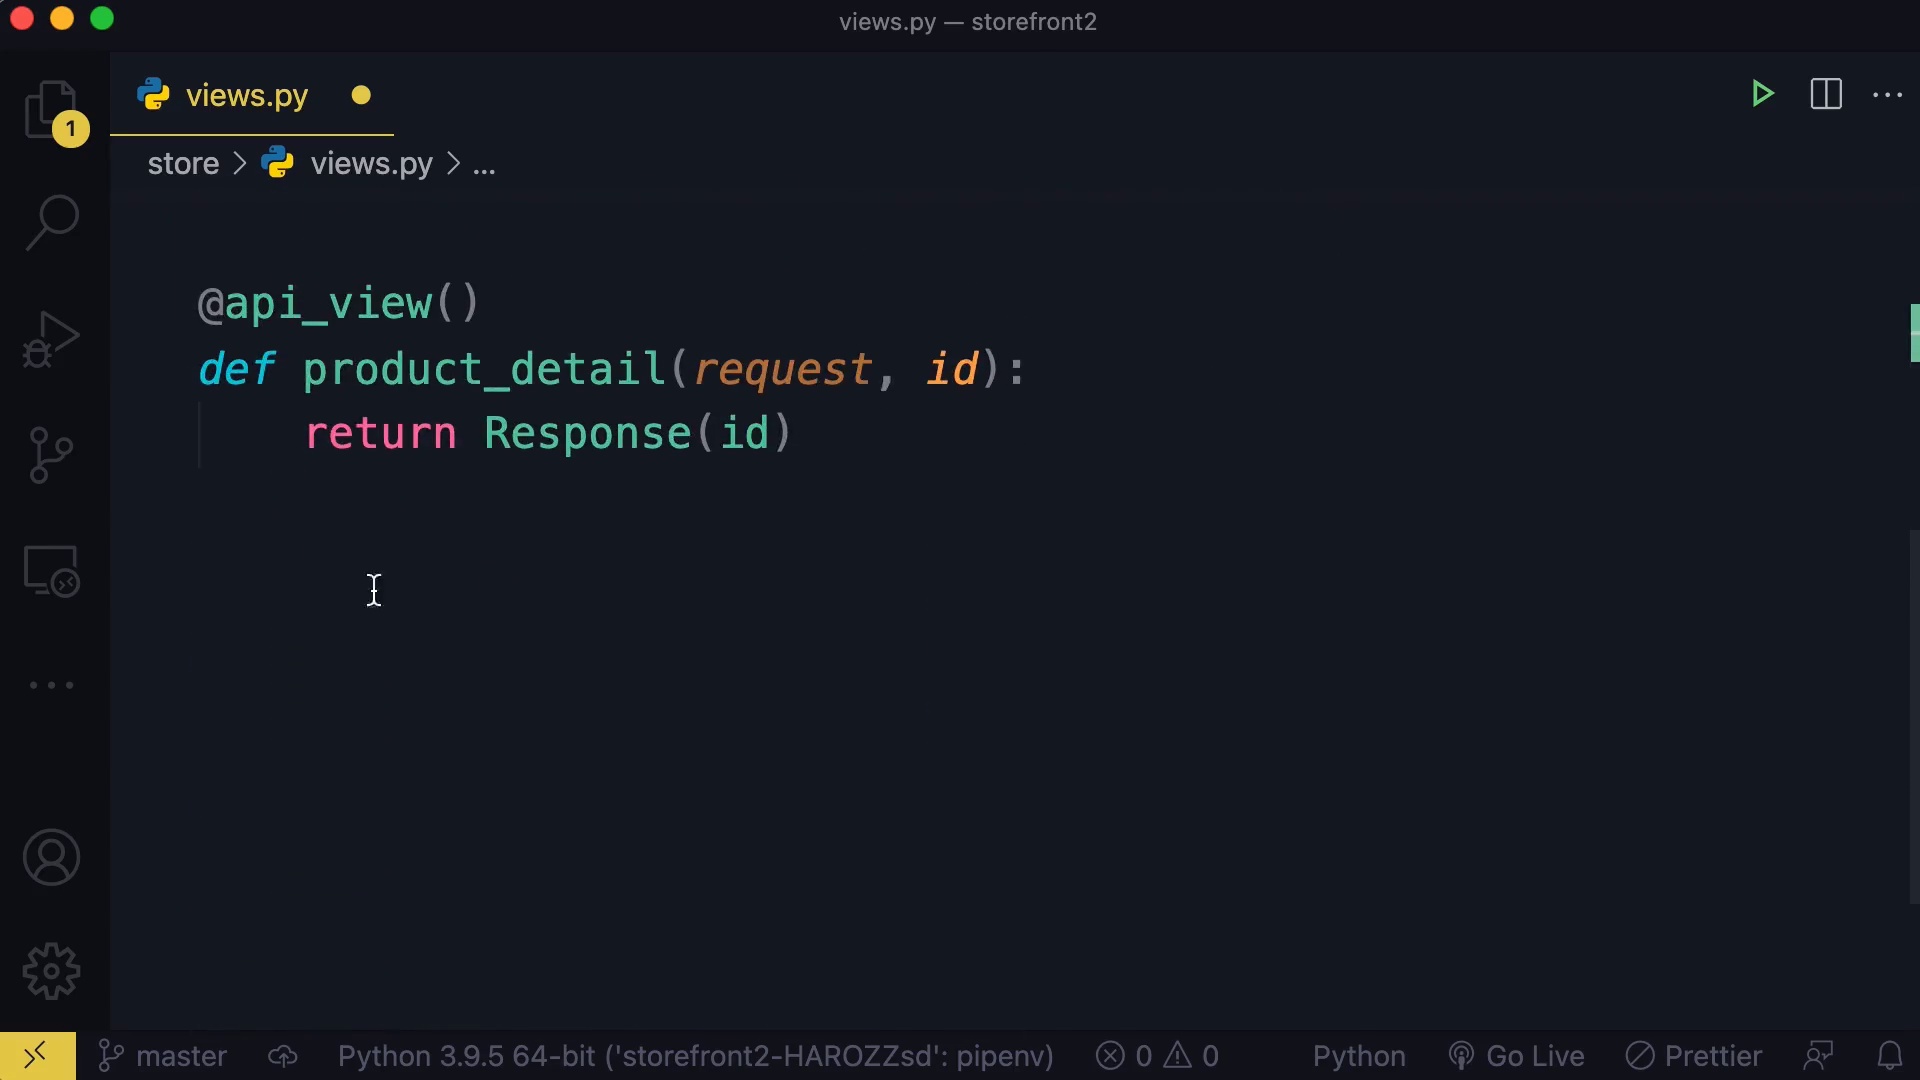 views.py — storefront2
views.py
1
store > views.py > ...
@api_view()
def product_detail(request, id):
    return Response(id)
master
Python 3.9.5 64-bit ('storefront2-HAROZZsd': pipenv)
0
0
Python
Go Live
Prettier